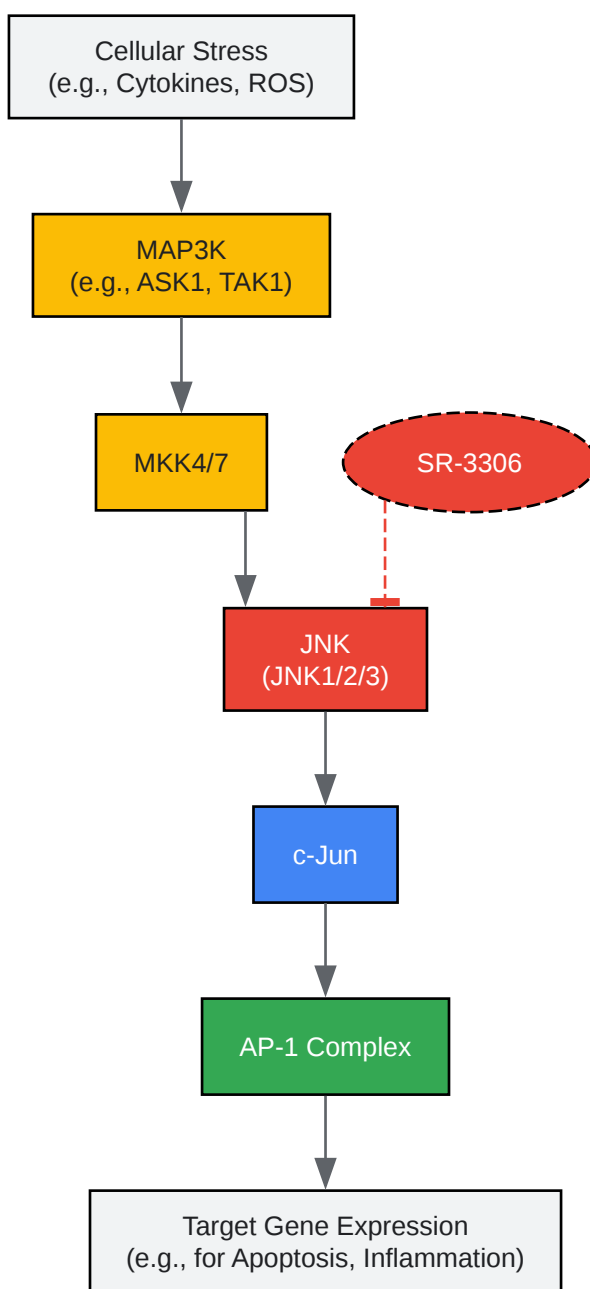 Cellular Stress
(e.g., Cytokines, ROS)
MAP3K
(e.g., ASK1, TAK1)
MKK4/7
SR-3306
JNK
(JNK1/2/3)
c-Jun
AP-1 Complex
Target Gene Expression
(e.g., for Apoptosis, Inflammation)